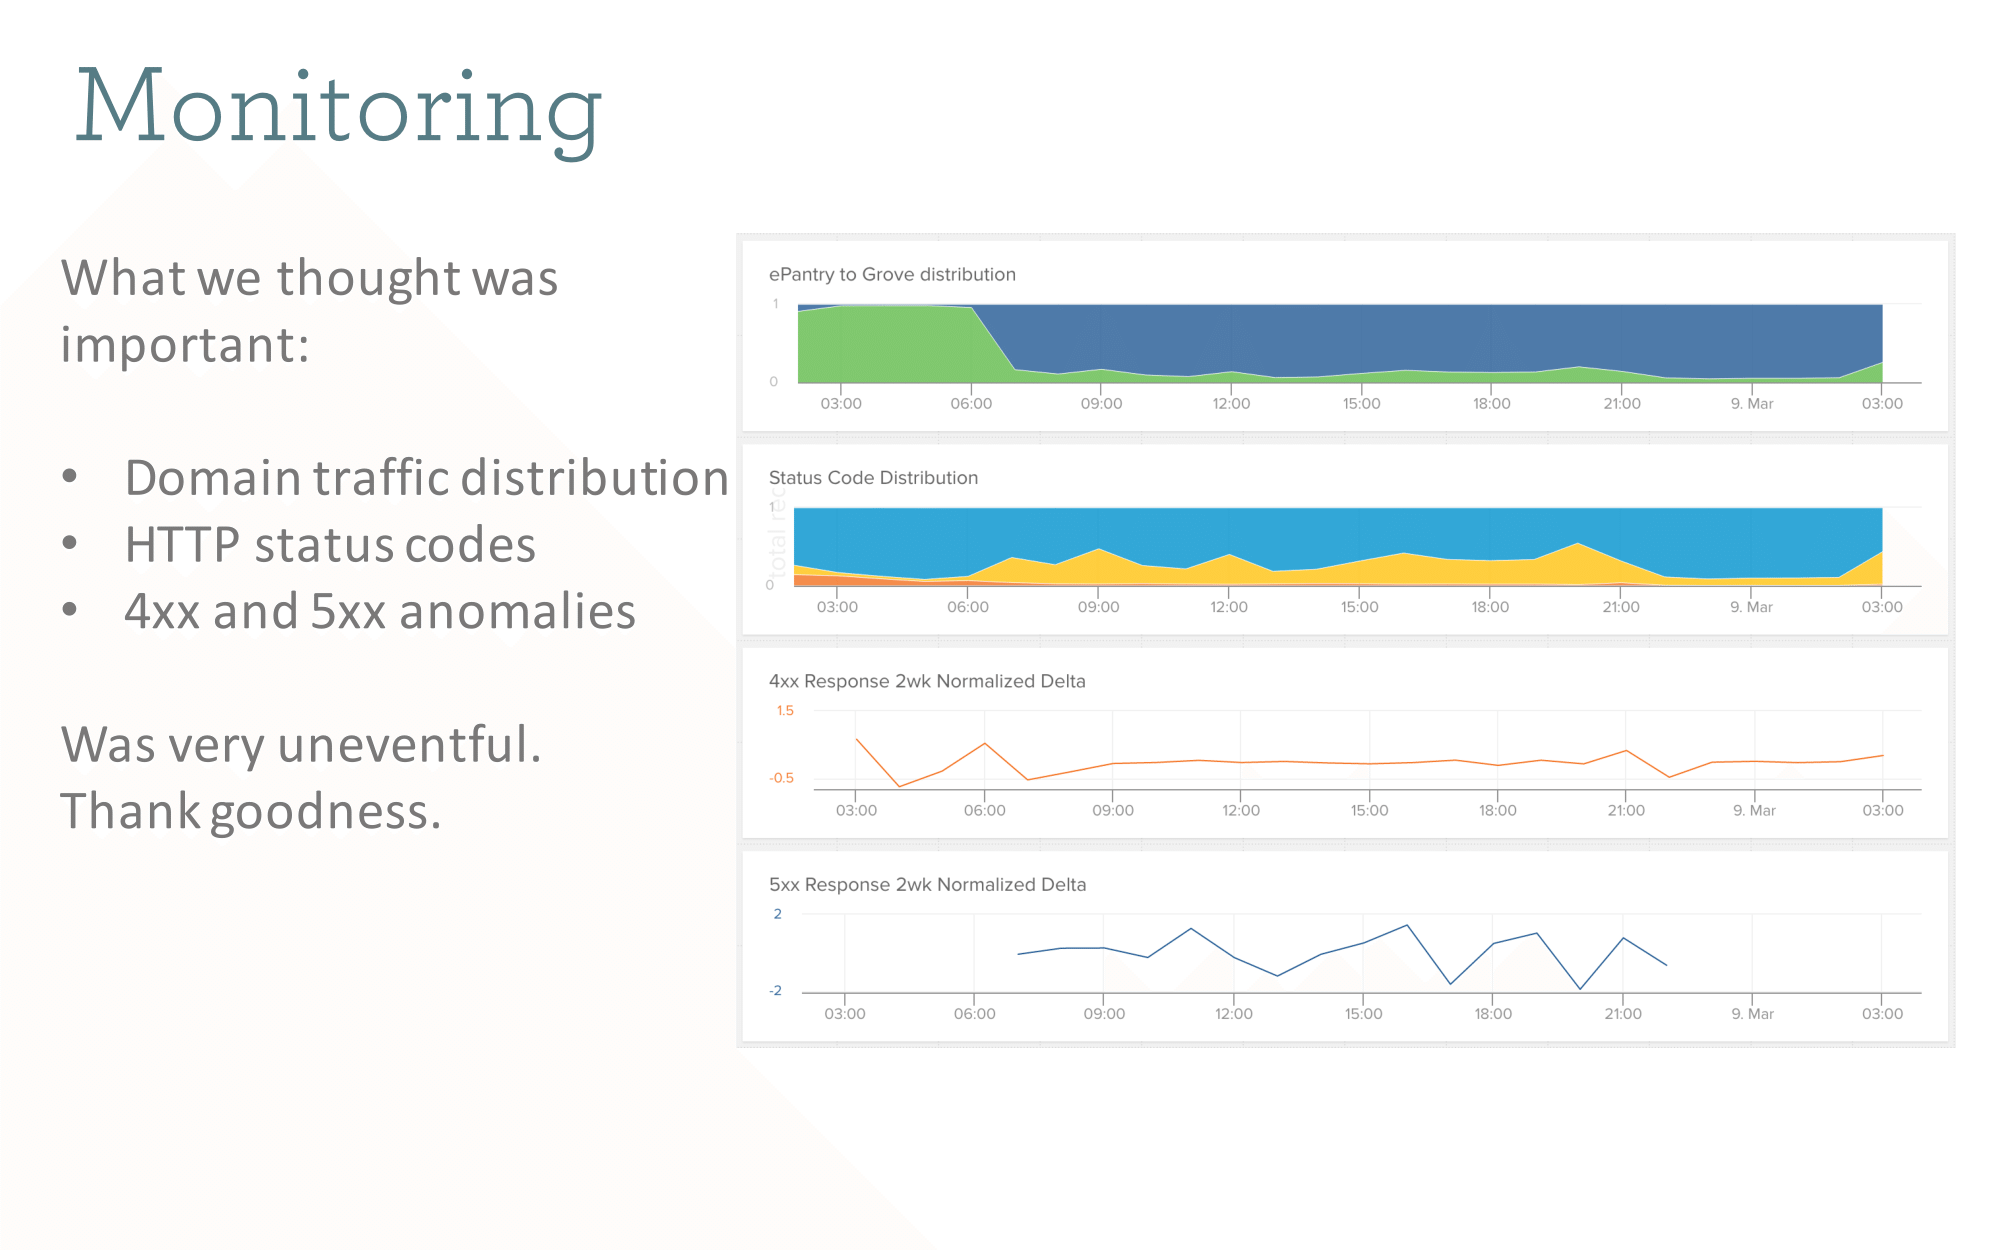 Monitoring
What we thought was
important:
• Domain traffic distribution
• HTTP status codes
• 4xx and 5xx anomalies
Was very uneventful.
Thank goodness.
ePantry to Grove distribution
1
0
03:00 06:00 09:00 12:00 15:00 18:00 21:00 9. Mar 03:00
Status Code Distribution
1
0
03:00 06:00 09:00 12:00 15:00 18:00 21:00 9. Mar 03:00
4xx Response 2wk Normalized Delta
1.5
-0.5
03:00 06:00 09:00 12:00 15:00 18:00 21:00 9. Mar 03:00
5xx Response 2wk Normalized Delta
2
-2
03:00 06:00 09:00 12:00 15:00 18:00 21:00 9. Mar 03:00